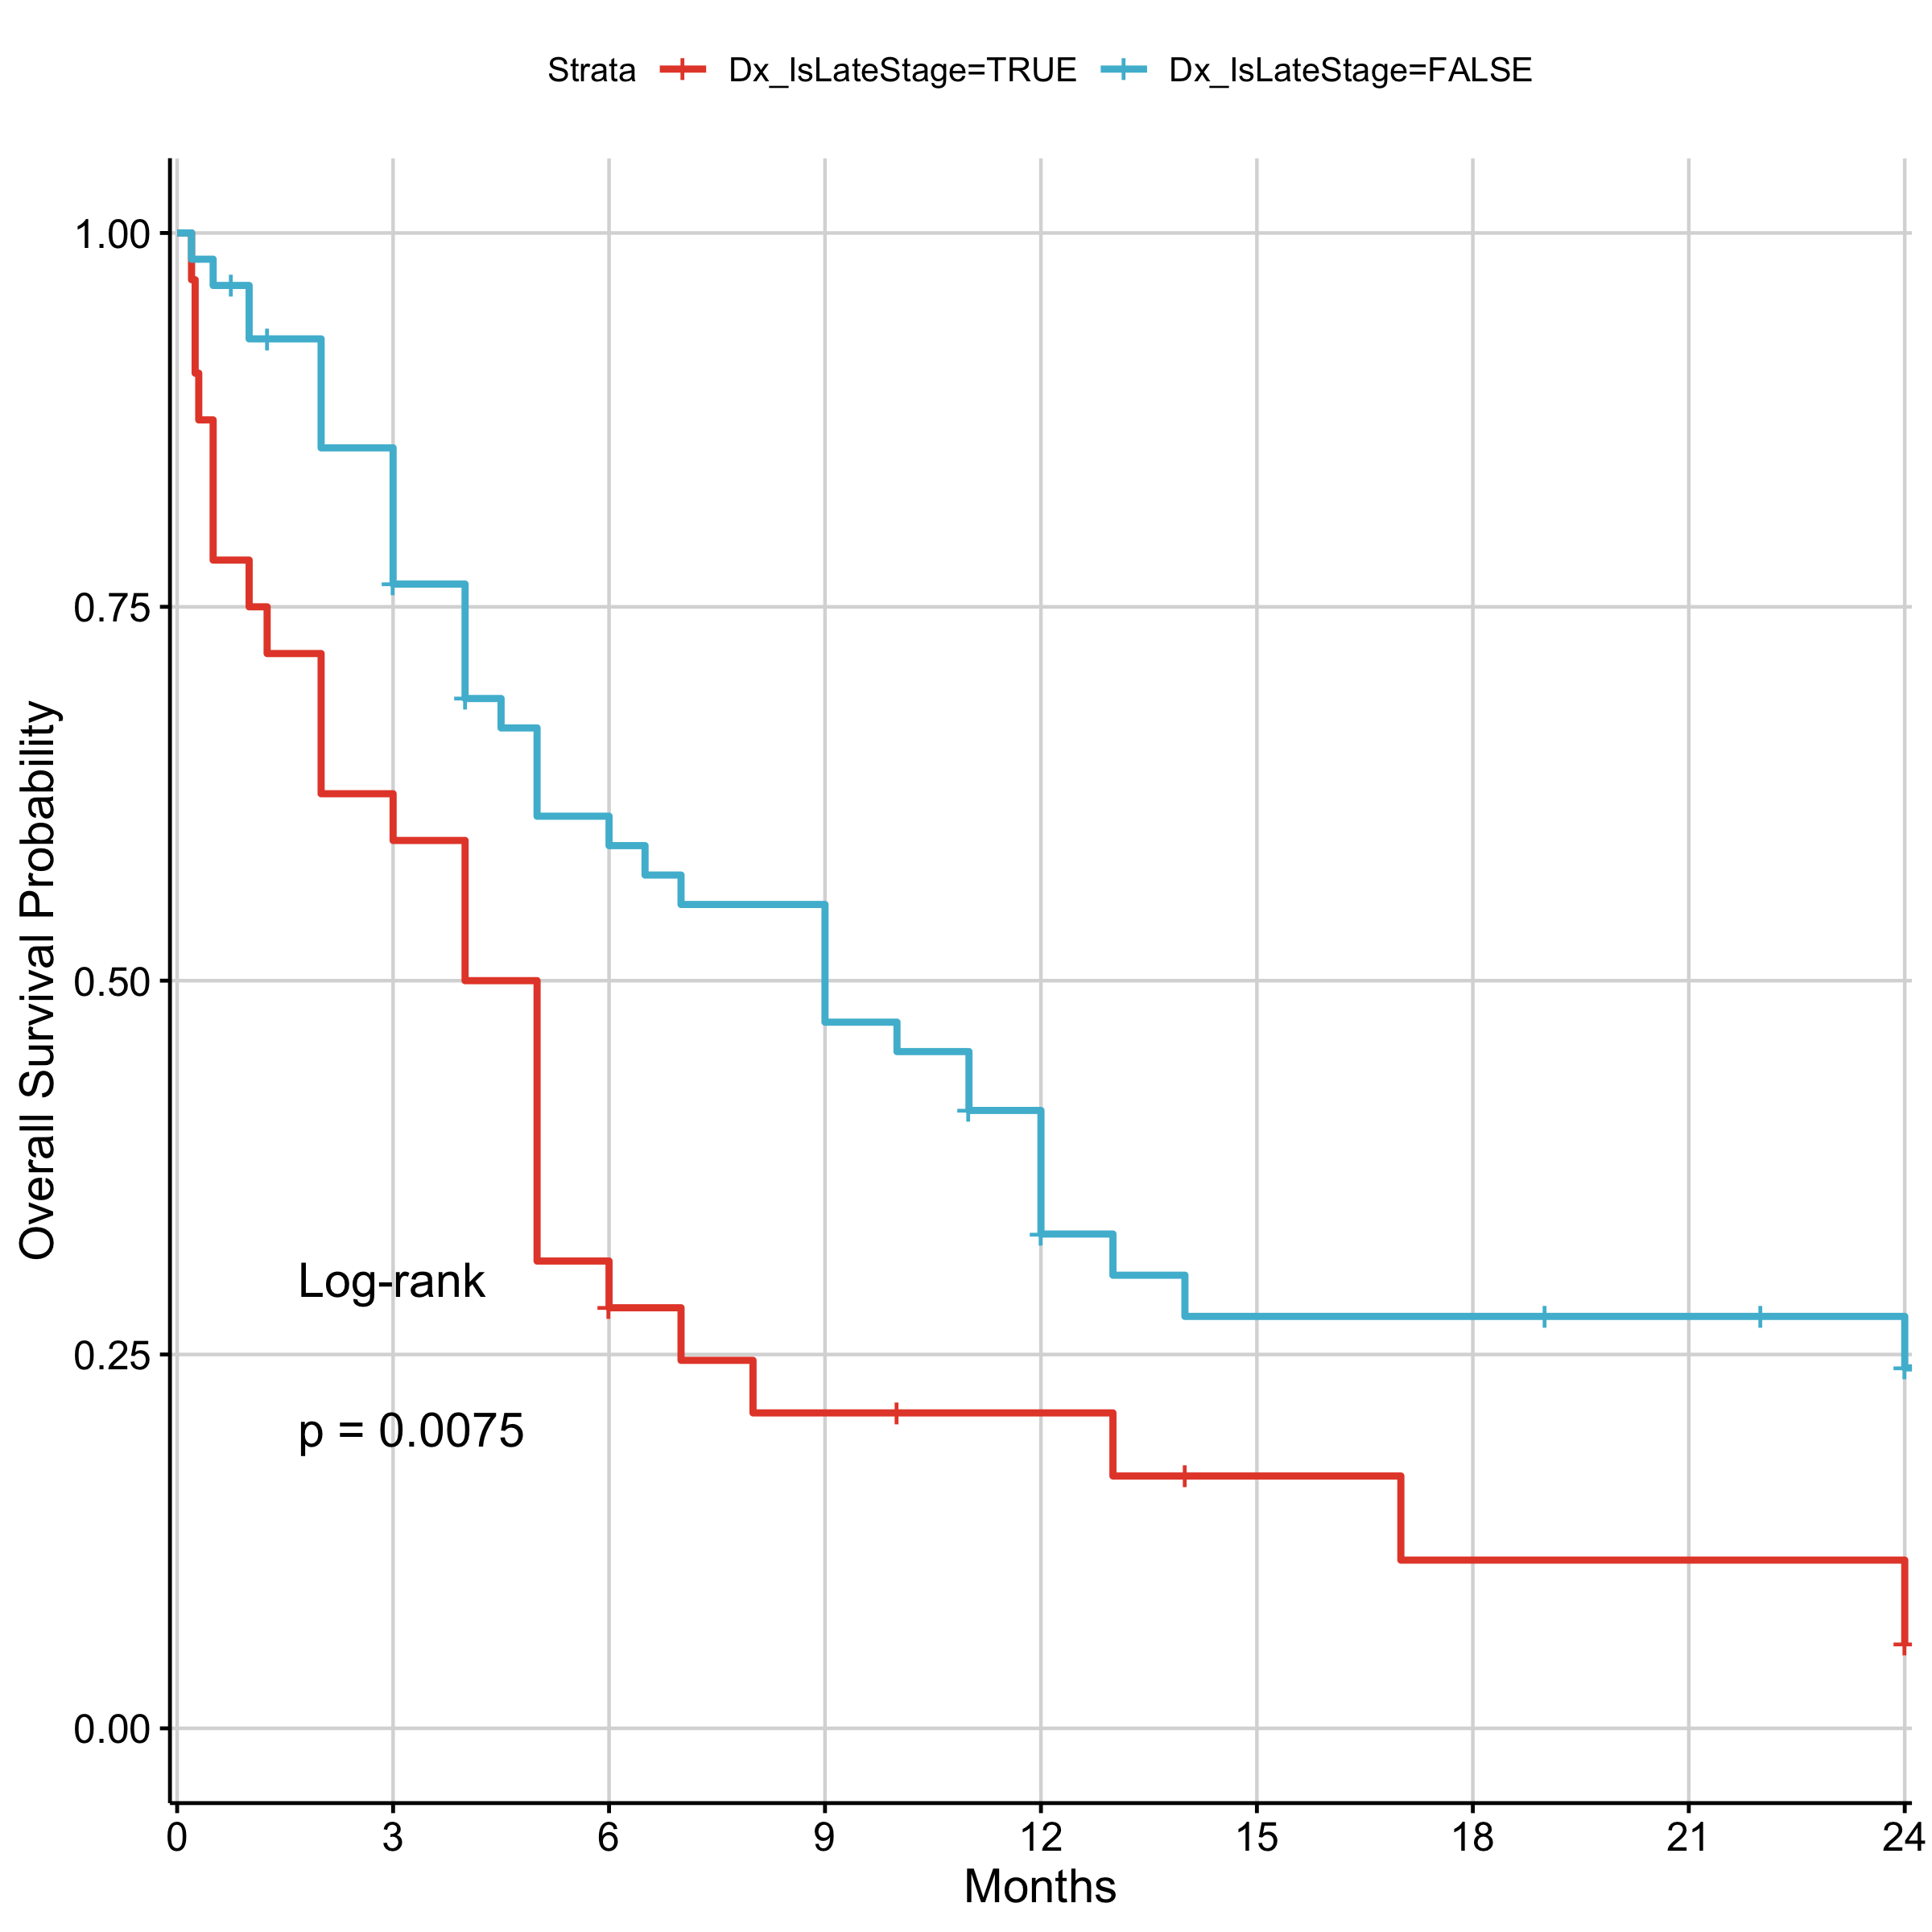 Strata Dx_IsLateStage=TRUE Dx_IsLateStage=FALSE
Overall Survival Probability
1.00
0.75
0.50
0.25
0.00
Log-rank
p = 0.0075
0 3 6 9 12 15 18 21 24
Months